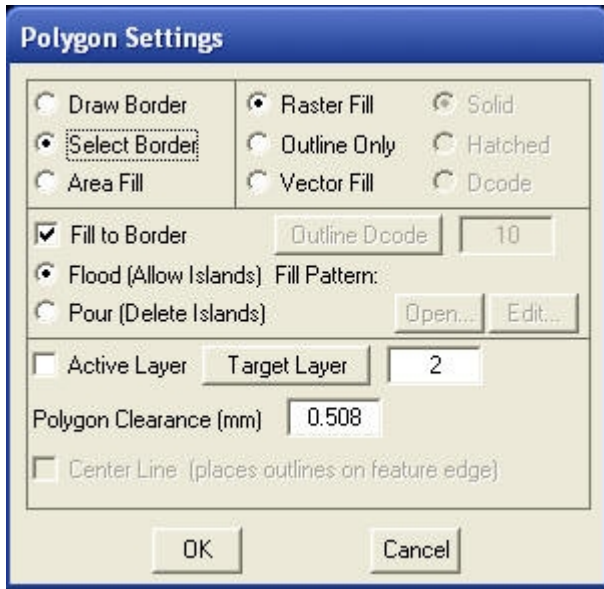 Polygon Settings
Draw Border Raster Fill Solid
Select Border Outline Only Hatched
Area Fill Vector Fill Dcode
Fill to Border Outline Dcode 10
Flood (Allow Islands) Fill Pattern:
Pour (Delete Islands) Open... Edit...
Active Layer Target Layer 2
Polygon Clearance (mm) 0.508
Center Line (places outlines on feature edge)
OK Cancel